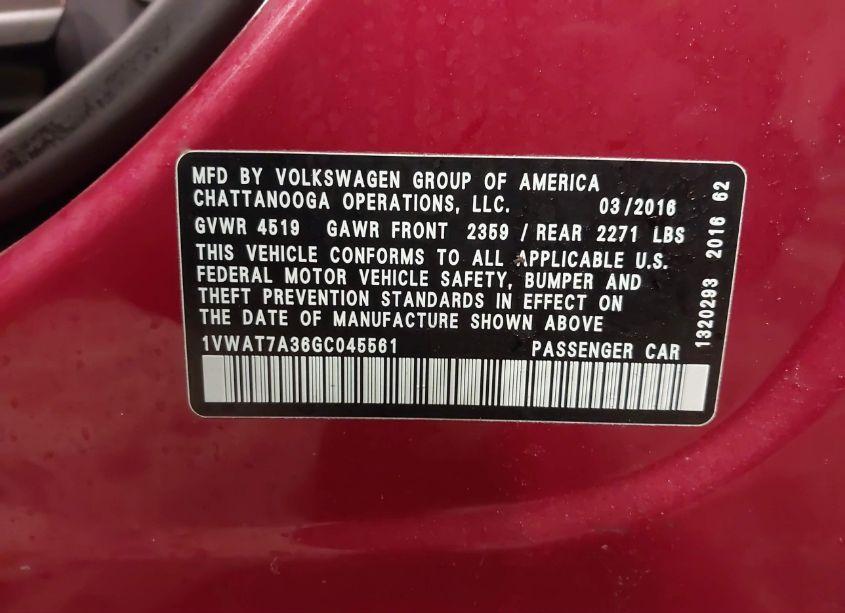 MFD BY VOLKSWAGEN GROUP OF AMERICA
CHATTANOOGA OPERATIONS, LLC. 03/2016
GVWR 4519 GAWR FRONT 2359 / REAR 2271 LBS
THIS VEHICLE CONFORMS TO ALL APPLICABLE U.S.
FEDERAL MOTOR VEHICLE SAFETY, BUMPER AND
THEFT PREVENTION STANDARDS IN EFFECT ON
THE DATE OF MANUFACTURE SHOWN ABOVE
1VWAT7A36GC045561 PASSENGER CAR
1320293 2016 62